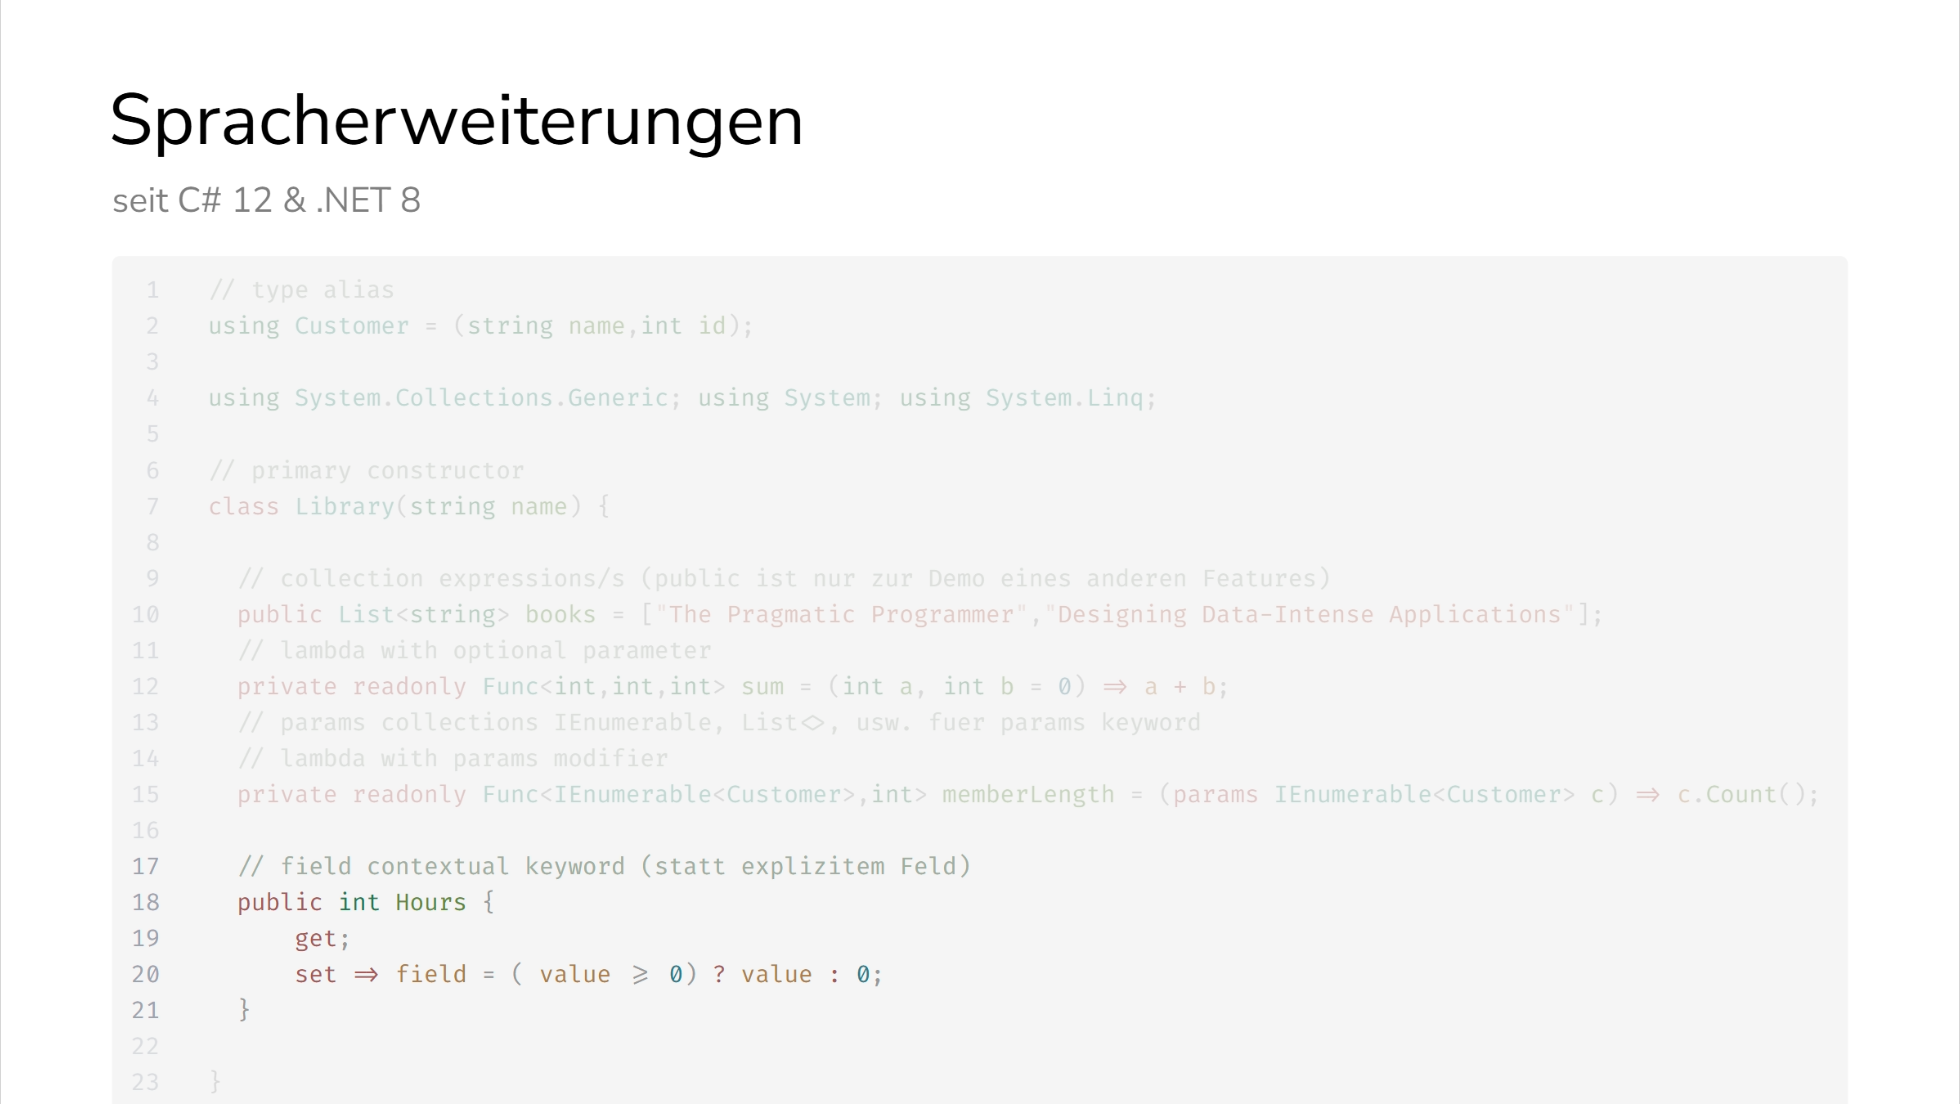 Spracherweiterungen
seit C# 12 & .NET 8
1 // type alias
2 using Customer = (string name,int id);
3
4 using System.Collections.Generic; using System; using System.Linq;
5
6 // primary constructor
7 class Library(string name) {
8
9 // collection expressions/s (public ist nur zur Demo eines anderen Features)
10 public List<string> books = ["The Pragmatic Programmer","Designing Data-Intense Applications"];
11 // lambda with optional parameter
12 private readonly Func<int,int,int> sum = (int a, int b = 0) => a + b;
13 // params collections IEnumerable, List<>, usw. fuer params keyword
14 // lambda with params modifier
15 private readonly Func<IEnumerable<Customer>,int> memberLength = (params IEnumerable<Customer> c) => c.Count();
16
17 // field contextual keyword (statt explizitem Feld)
18 public int Hours {
19 get;
20 set => field = ( value >= 0) ? value : 0;
21 }
22
23 }